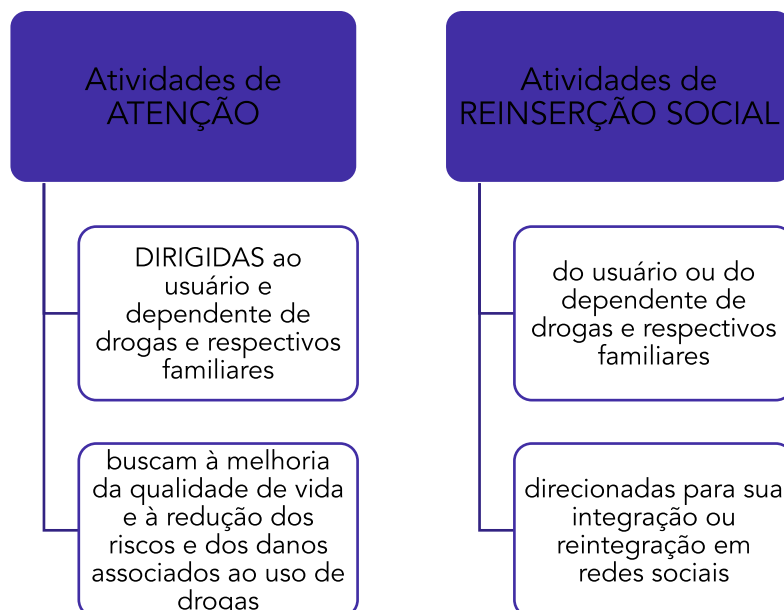 Atividades de
ATENÇÃO
DIRIGIDAS ao
usuário e
dependente de
drogas e respectivos
familiares
buscam à melhoria
da qualidade de vida
e à redução dos
riscos e dos danos
associados ao uso de
drogas
Atividades de
REINSERÇÃO SOCIAL
do usuário ou do
dependente de
drogas e respectivos
familiares
direcionadas para sua
integração ou
reintegração em
redes sociais